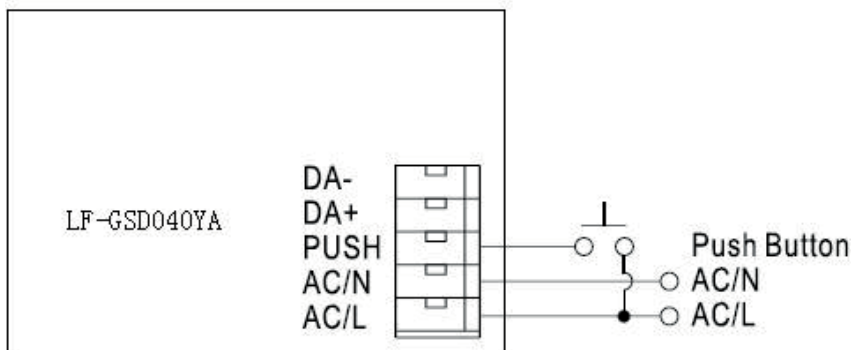 DA-
DA+
LF-GSD040YA
PUSH
Push Button
AC/N
AC/N
AC/L
AC/L